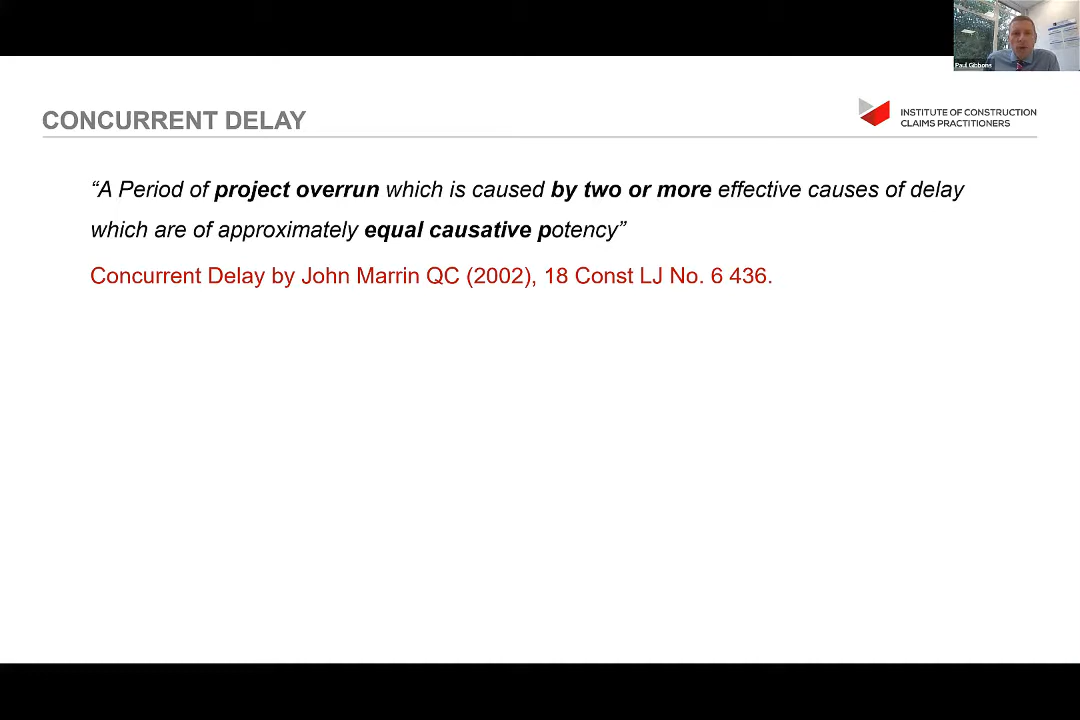 Paul Gibbons
CONCURRENT DELAY
INSTITUTE OF CONSTRUCTION
CLAIMS PRACTITIONERS
“A Period of project overrun which is caused by two or more effective causes of delay
which are of approximately equal causative potency”
Concurrent Delay by John Marrin QC (2002), 18 Const LJ No. 6 436.